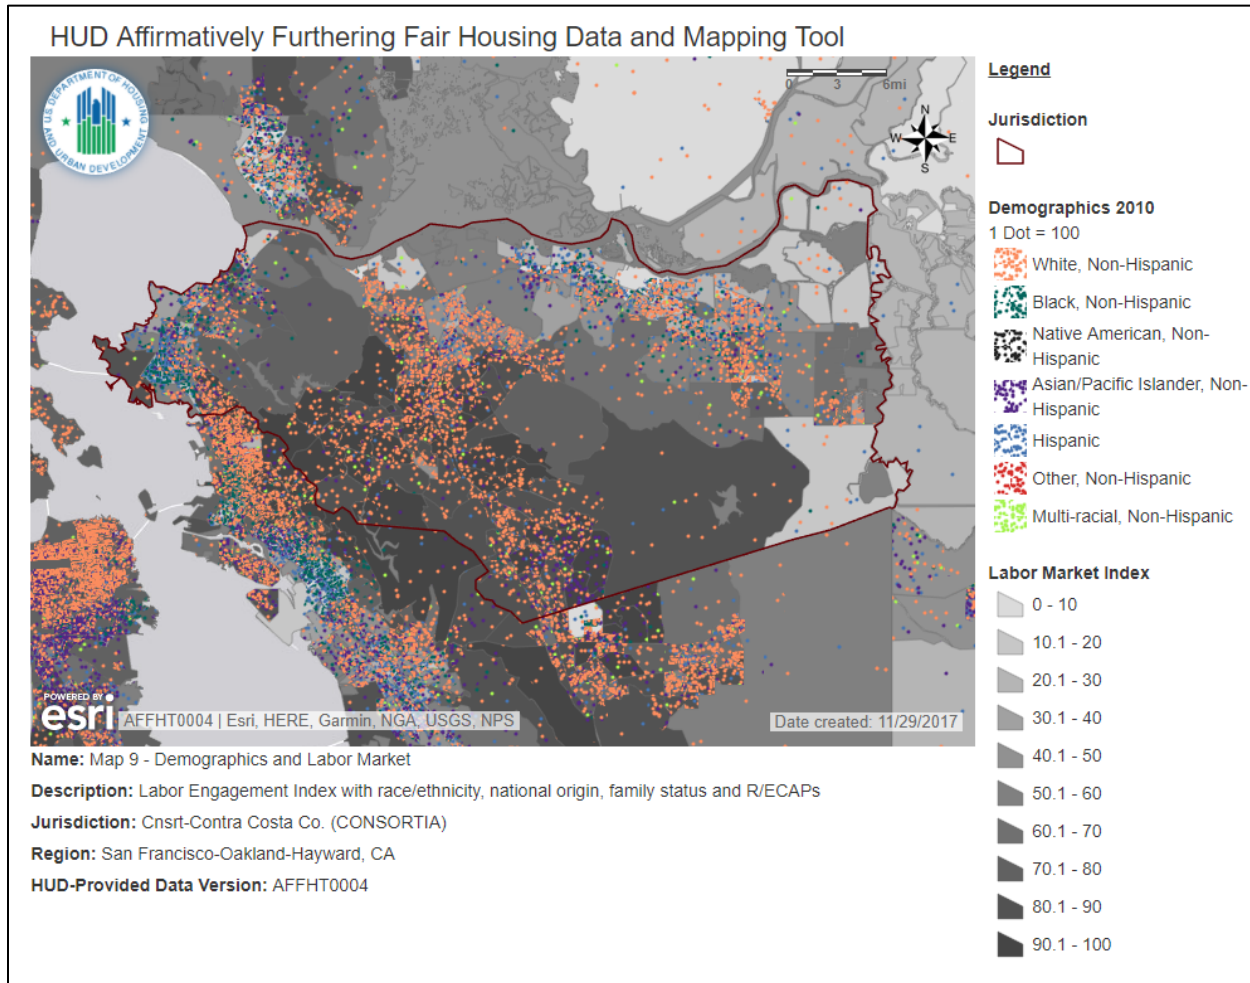 HUD Affirmatively Furthering Fair Housing Data and Mapping Tool
U.S. DEPARTMENT OF HOUSING
AND URBAN DEVELOPMENT
0 3 6mi
N
W E
S
POWERED BY
esri
AFFHT0004 | Esri, HERE, Garmin, NGA, USGS, NPS
Date created: 11/29/2017
Name: Map 9 - Demographics and Labor Market
Description: Labor Engagement Index with race/ethnicity, national origin, family status and R/ECAPs
Jurisdiction: Cnsrt-Contra Costa Co. (CONSORTIA)
Region: San Francisco-Oakland-Hayward, CA
HUD-Provided Data Version: AFFHT0004
Legend
Jurisdiction
Demographics 2010
1 Dot = 100
White, Non-Hispanic
Black, Non-Hispanic
Native American, Non-
Hispanic
Asian/Pacific Islander, Non-
Hispanic
Hispanic
Other, Non-Hispanic
Multi-racial, Non-Hispanic
Labor Market Index
0 - 10
10.1 - 20
20.1 - 30
30.1 - 40
40.1 - 50
50.1 - 60
60.1 - 70
70.1 - 80
80.1 - 90
90.1 - 100